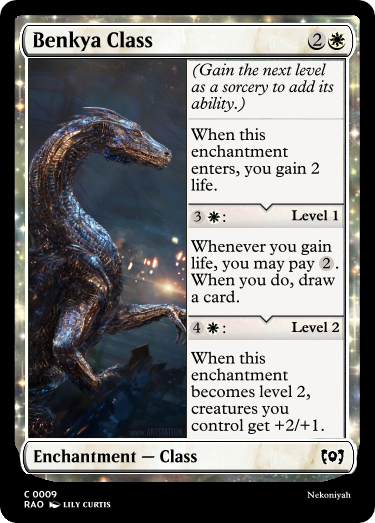 Benkya Class 2
(Gain the next level
as a sorcery to add its
ability.)
When this
enchantment
enters, you gain 2
life.
3 : Level 1
Whenever you gain
life, you may pay 2.
When you do, draw
a card.
4 : Level 2
When this
enchantment
becomes level 2,
creatures you
control get +2/+1.
www.ARTSTATION
Enchantment — Class
C 0009
RAO LILY CURTIS
Nekoniyah